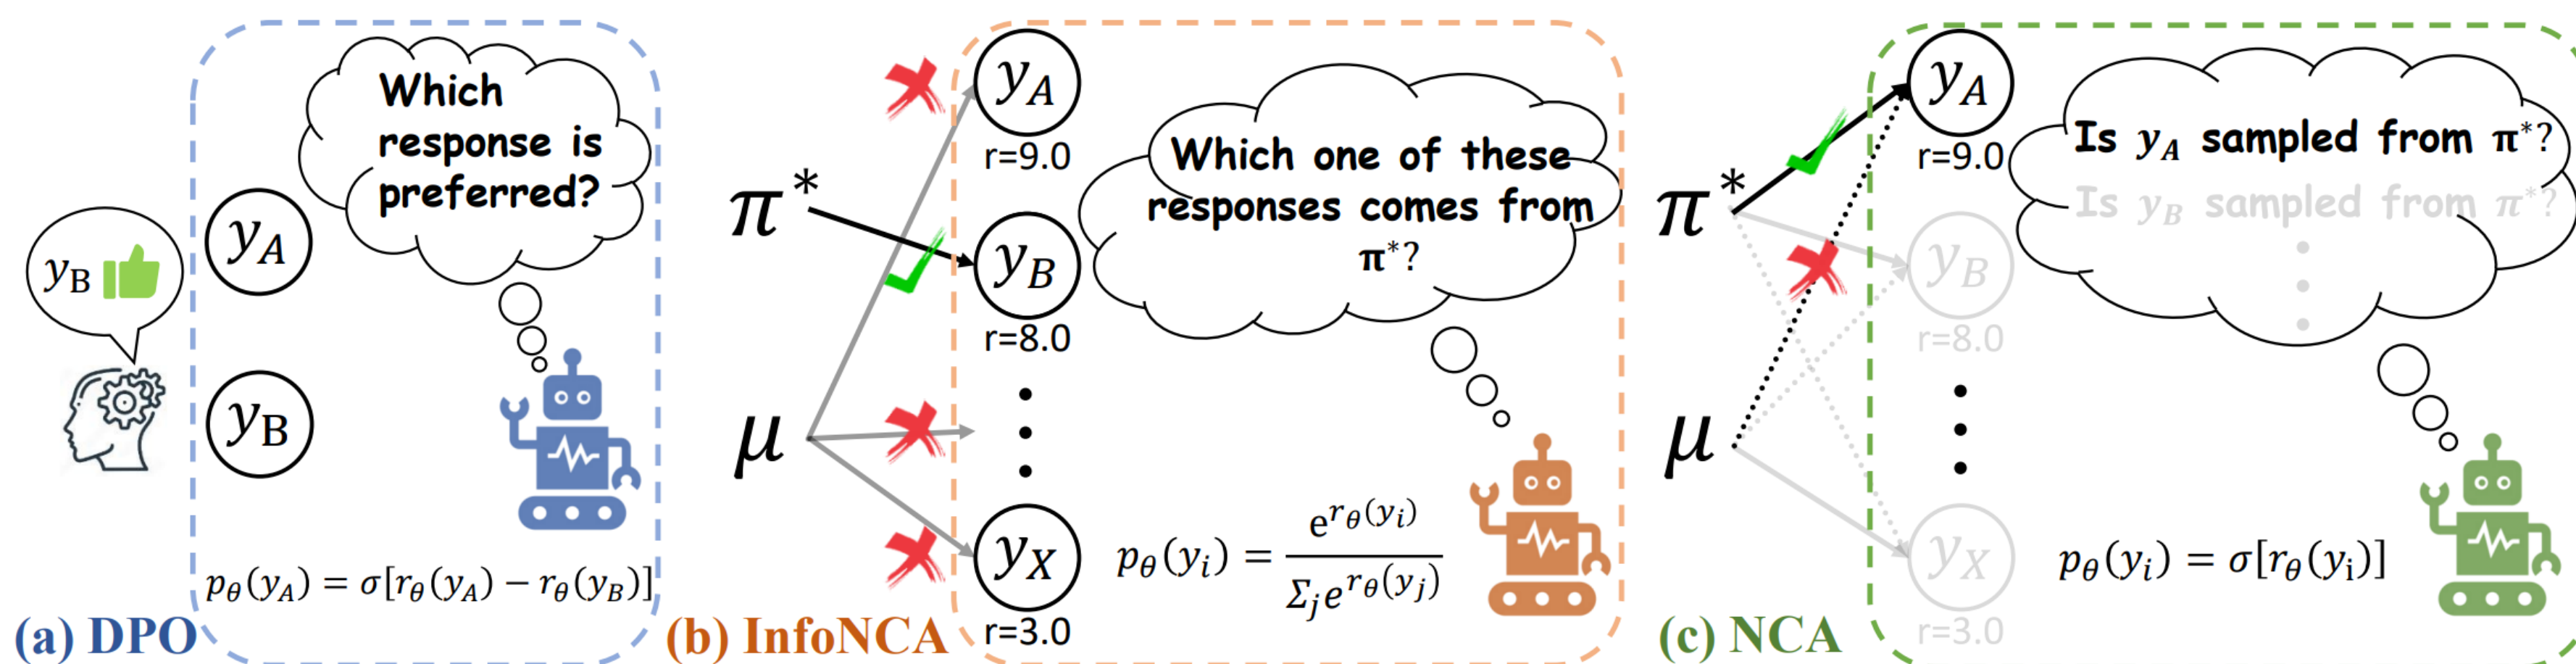 y_B
y_A
y_B
Which
response is
preferred?
p_θ(y_A) = σ[r_θ(y_A) − r_θ(y_B)]
(a) DPO
π*
μ
y_A
r=9.0
y_B
r=8.0
y_X
r=3.0
Which one of these
responses comes from
π*?
p_θ(y_i) = e^{r_θ(y_i)} / Σ_j e^{r_θ(y_j)}
(b) InfoNCA
π*
μ
y_A
r=9.0
y_B
r=8.0
y_X
r=3.0
Is y_A sampled from π*?
Is y_B sampled from π*?
p_θ(y_i) = σ[r_θ(y_i)]
(c) NCA